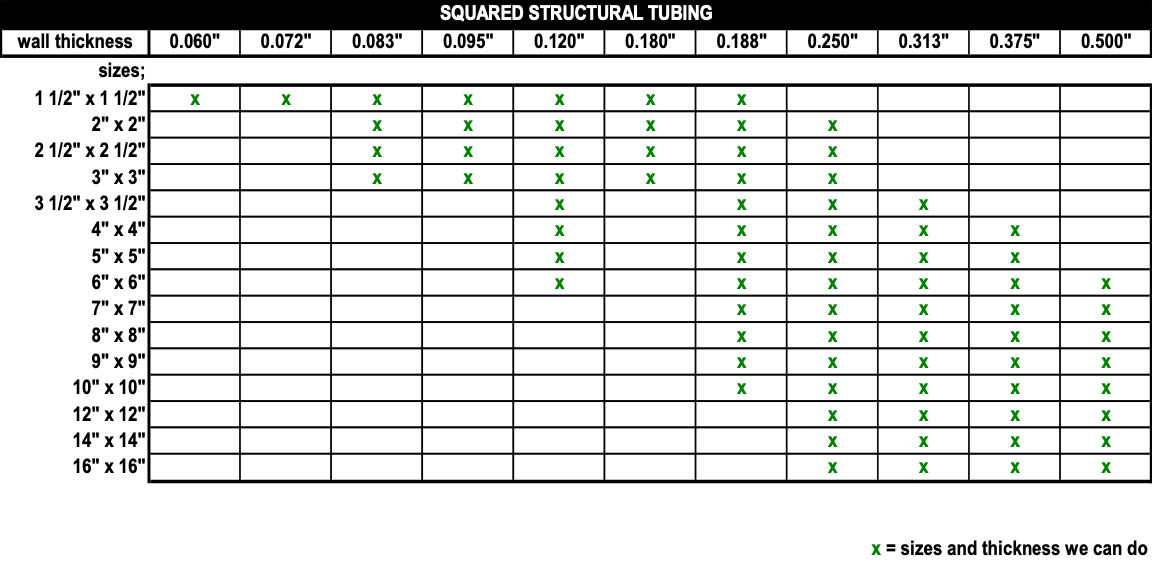 SQUARED STRUCTURAL TUBING
wall thickness 0.060" 0.072" 0.083" 0.095" 0.120" 0.180" 0.188" 0.250" 0.313" 0.375" 0.500"
sizes;
1 1/2" x 1 1/2" x x x x x x x
2" x 2" x x x x x x
2 1/2" x 2 1/2" x x x x x x
3" x 3" x x x x x x
3 1/2" x 3 1/2" x x x x
4" x 4" x x x x x
5" x 5" x x x x x
6" x 6" x x x x x x
7" x 7" x x x x x
8" x 8" x x x x x
9" x 9" x x x x x
10" x 10" x x x x x
12" x 12" x x x x
14" x 14" x x x x
16" x 16" x x x x
x = sizes and thickness we can do